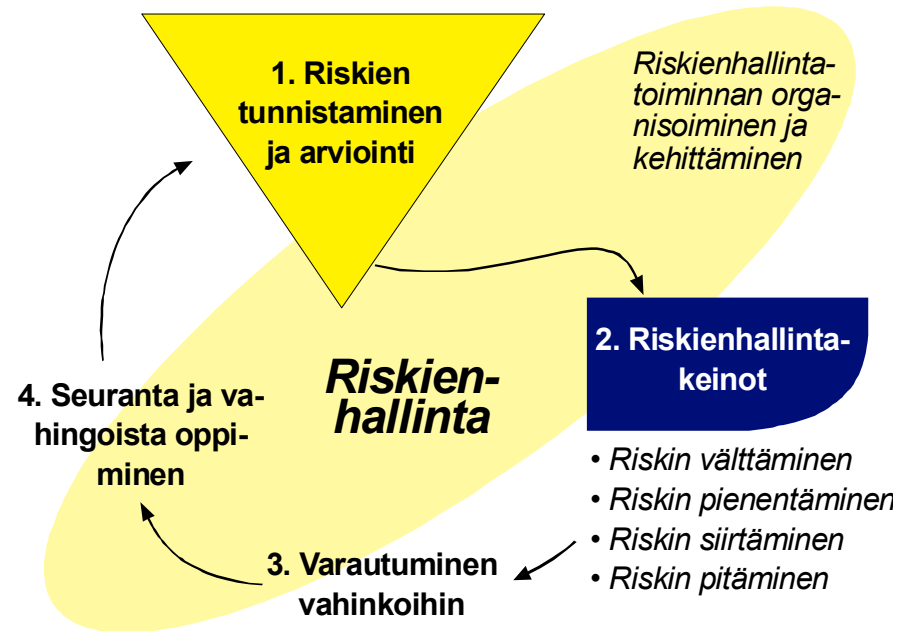 1. Riskien
tunnistaminen
ja arviointi
Riskienhallinta-
toiminnan orga-
nisoiminen ja
kehittäminen
2. Riskienhallinta-
keinot
• Riskin välttäminen
• Riskin pienentäminen
• Riskin siirtäminen
• Riskin pitäminen
3. Varautuminen
vahinkoihin
4. Seuranta ja va-
hingoista oppi-
minen
Riskien-
hallinta